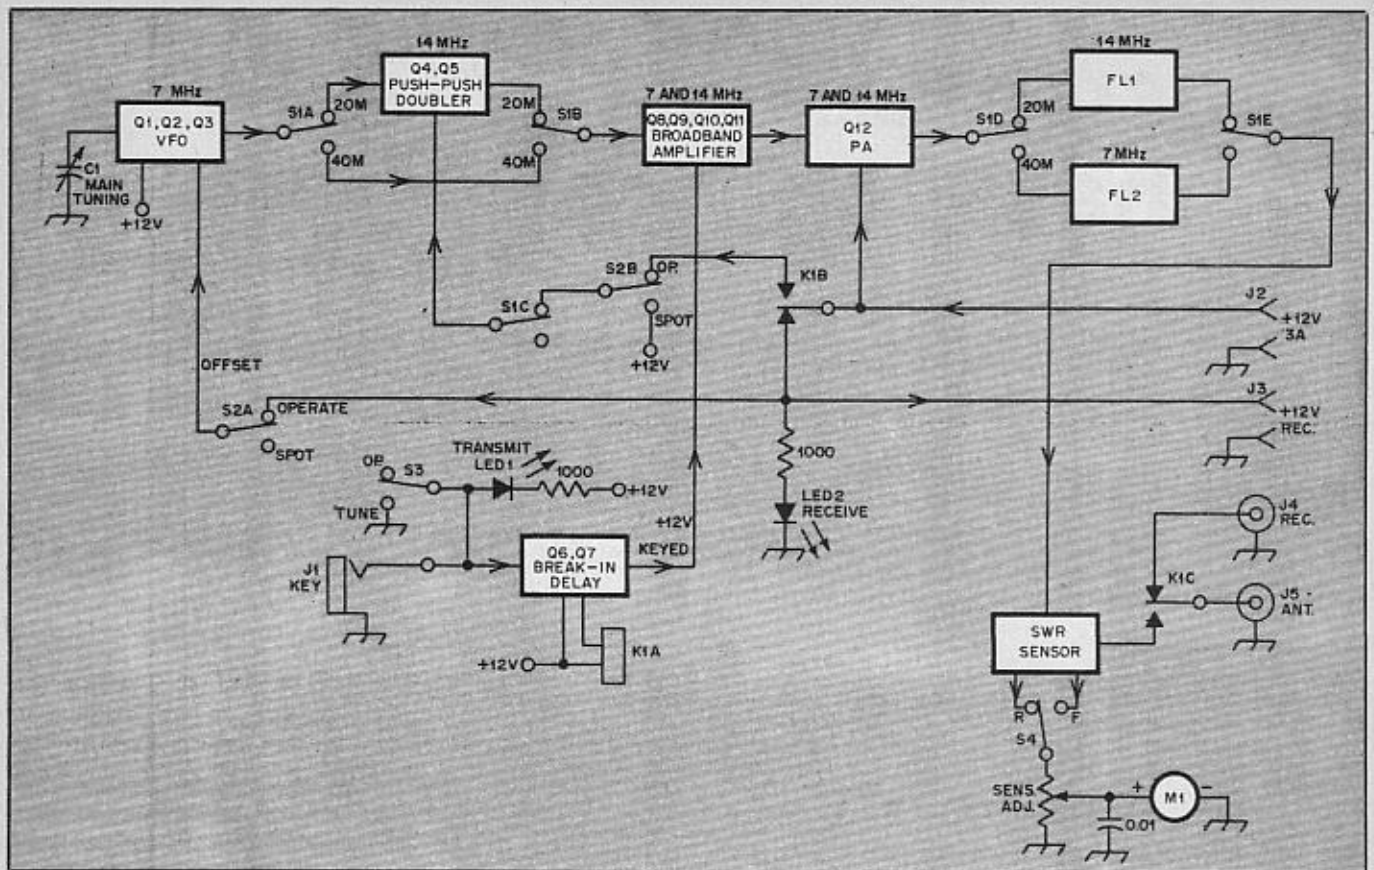 14 MHz
Q4,Q5
PUSH-PUSH
DOUBLER
14 MHz
FL1
7 MHz
Q1, Q2, Q3
VFO
S1A
20M
40M
20M
S1B
40M
7 AND 14 MHz
Q8,Q9,Q10,Q11
BROADBAND
AMPLIFIER
7 AND 14 MHz
Q12
PA
S1D
20M
40M
S1E
7 MHz
FL2
C1
MAIN
TUNING
+12V
S1C
S2B
OP.
SPOT
+12V
K1B
J2
+12V
3A
OFFSET
S2A
OPERATE
SPOT
J3
+12V
REC.
OP.
S3
TUNE
TRANSMIT
LED1
1000
+12V
1000
LED2
RECEIVE
+12V
KEYED
J1
KEY
Q6,Q7
BREAK-IN
DELAY
+12V
K1A
J4
REC.
K1C
J5 -
ANT.
SWR
SENSOR
R
F
S4
SENS.
ADJ.
+
M1
-
0.01